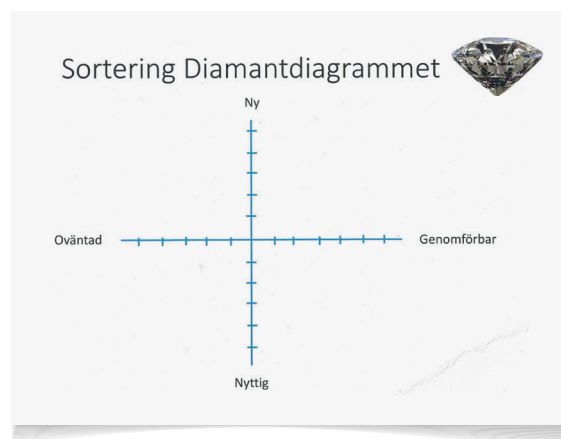 Sortering Diamantdiagrammet
Ny
Oväntad
Genomförbar
Nyttig